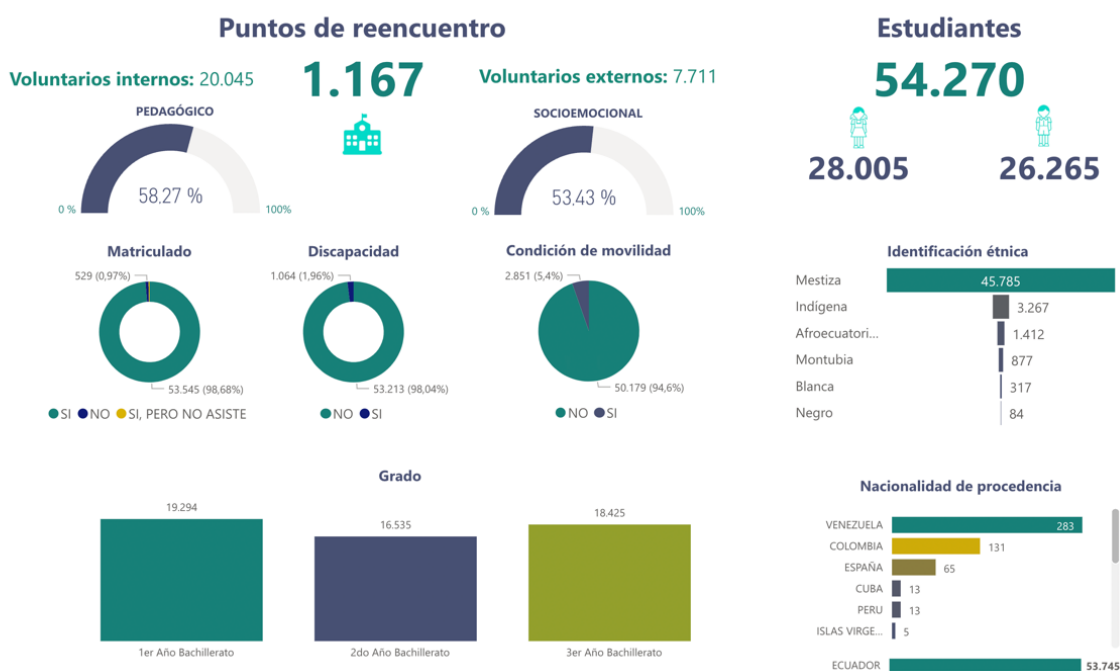 Puntos de reencuentro
Estudiantes
Voluntarios internos: 20.045
1.167
Voluntarios externos: 7.711
54.270
PEDAGÓGICO
58.27 %
0 %
100%
SOCIOEMOCIONAL
53.43 %
0 %
100%
28.005
26.265
Matriculado
529 (0,97%)
53.545 (98,68%)
SI NO SI, PERO NO ASISTE
Discapacidad
1.064 (1,96%)
53.213 (98,04%)
NO SI
Condición de movilidad
2.851 (5,4%)
50.179 (94,6%)
NO SI
Identificación étnica
Mestiza 45.785
Indígena 3.267
Afroecuatori... 1.412
Montubia 877
Blanca 317
Negro 84
Grado
19.294
16.535
18.425
1er Año Bachillerato
2do Año Bachillerato
3er Año Bachillerato
Nacionalidad de procedencia
VENEZUELA 283
COLOMBIA 131
ESPAÑA 65
CUBA 13
PERU 13
ISLAS VIRGE... 5
ECUADOR 53.745